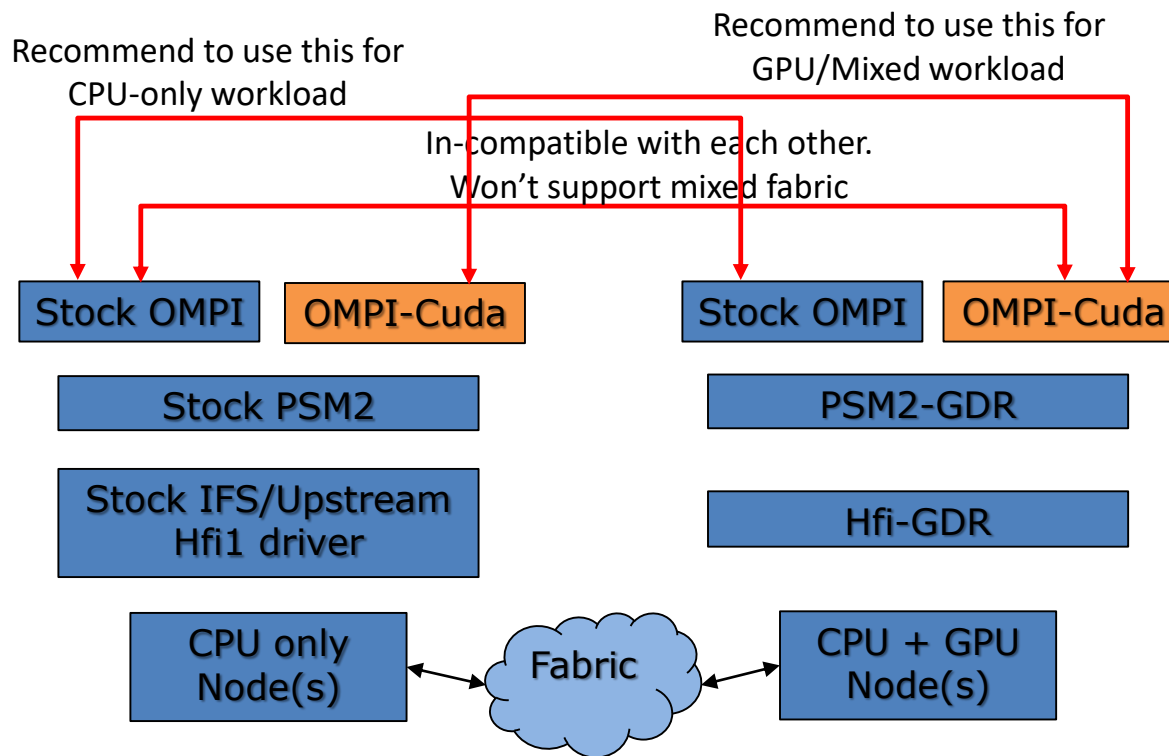 Recommend to use this for
CPU-only workload
Recommend to use this for
GPU/Mixed workload
In-compatible with each other.
Won't support mixed fabric
Stock OMPI
OMPI-Cuda
Stock OMPI
OMPI-Cuda
Stock PSM2
PSM2-GDR
Stock IFS/Upstream
Hfi1 driver
Hfi-GDR
CPU only
Node(s)
Fabric
CPU + GPU
Node(s)